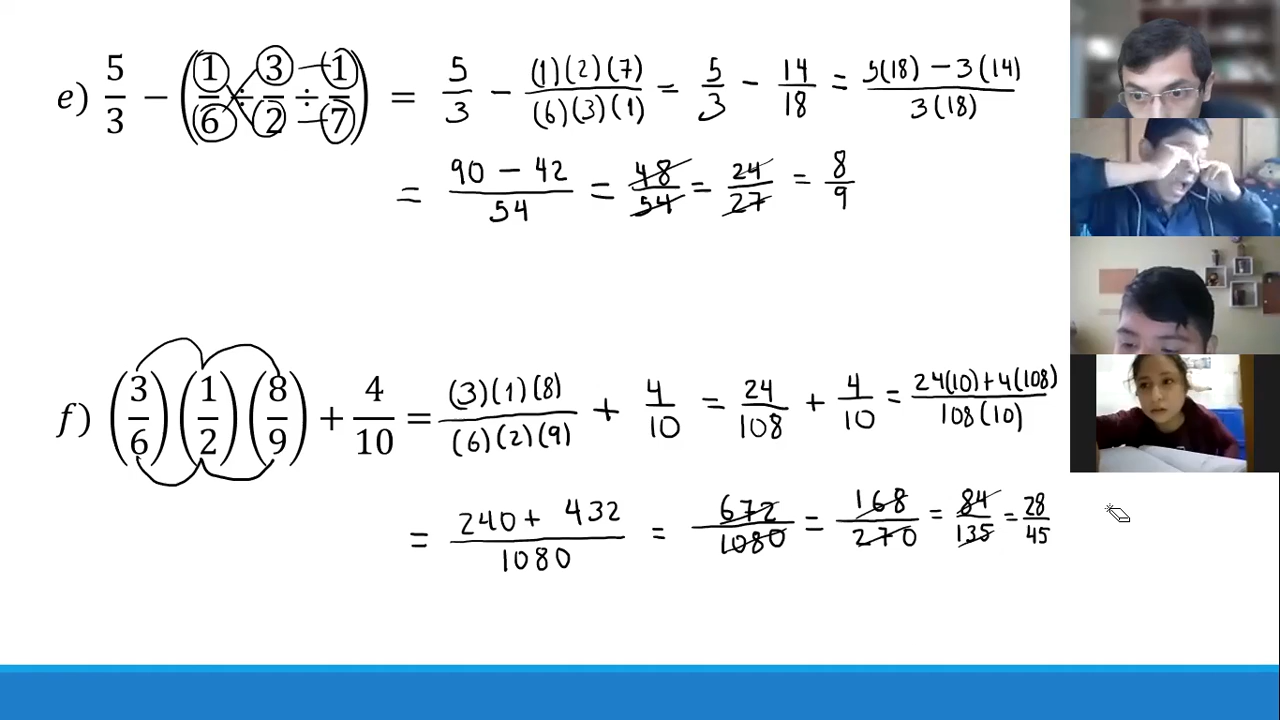 e) 5/3 − (1/6 ÷ 3/2 ÷ 1/7) = 5/3 − (1)(2)(7)/(6)(3)(1) = 5/3 − 14/18 = 5(18) − 3(14)/3(18)
= 90 − 42/54 = 48/54 = 24/27 = 8/9
f) (3/6)(1/2)(8/9) + 4/10 = (3)(1)(8)/(6)(2)(9) + 4/10 = 24/108 + 4/10 = 24(10)+4(108)/108(10)
= 240 + 432/1080 = 672/1080 = 168/270 = 84/135 = 28/45